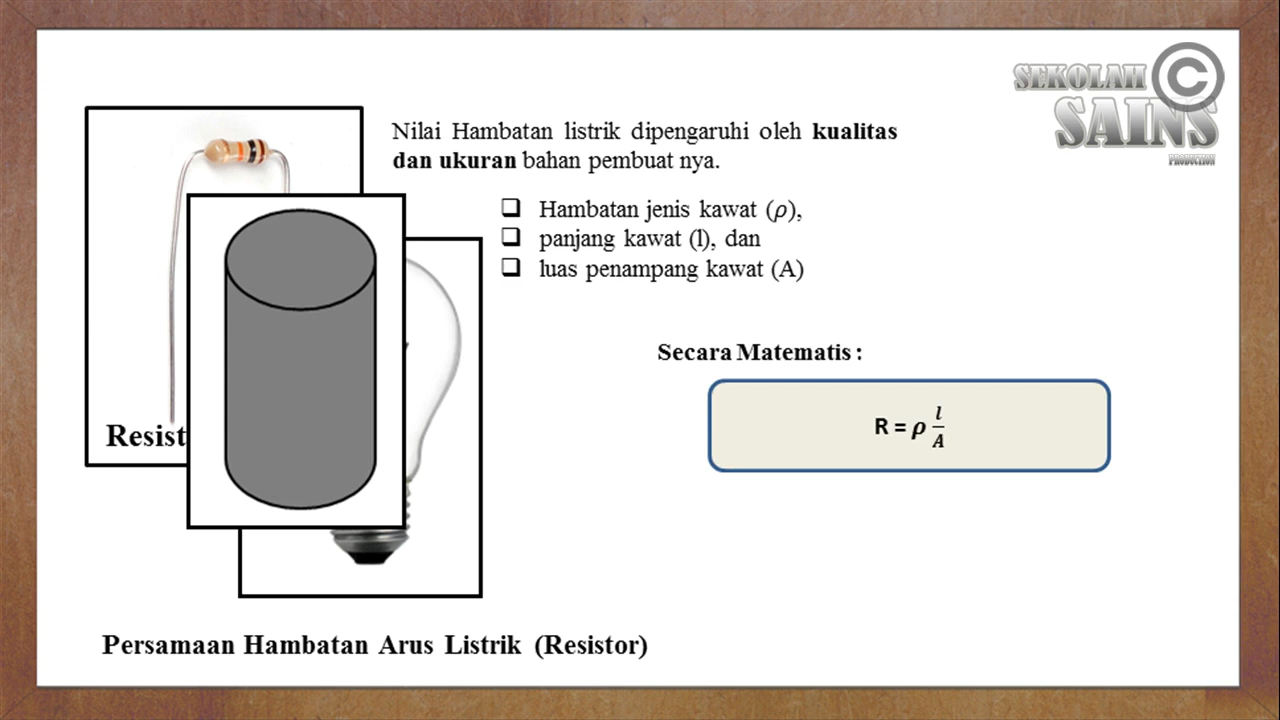 SEKOLAH ©
SAINS
PRODUCTION
Nilai Hambatan listrik dipengaruhi oleh kualitas
dan ukuran bahan pembuat nya.
❑ Hambatan jenis kawat (ρ),
❑ panjang kawat (l), dan
❑ luas penampang kawat (A)
Secara Matematis :
R = ρ l/A
Resist
Persamaan Hambatan Arus Listrik (Resistor)